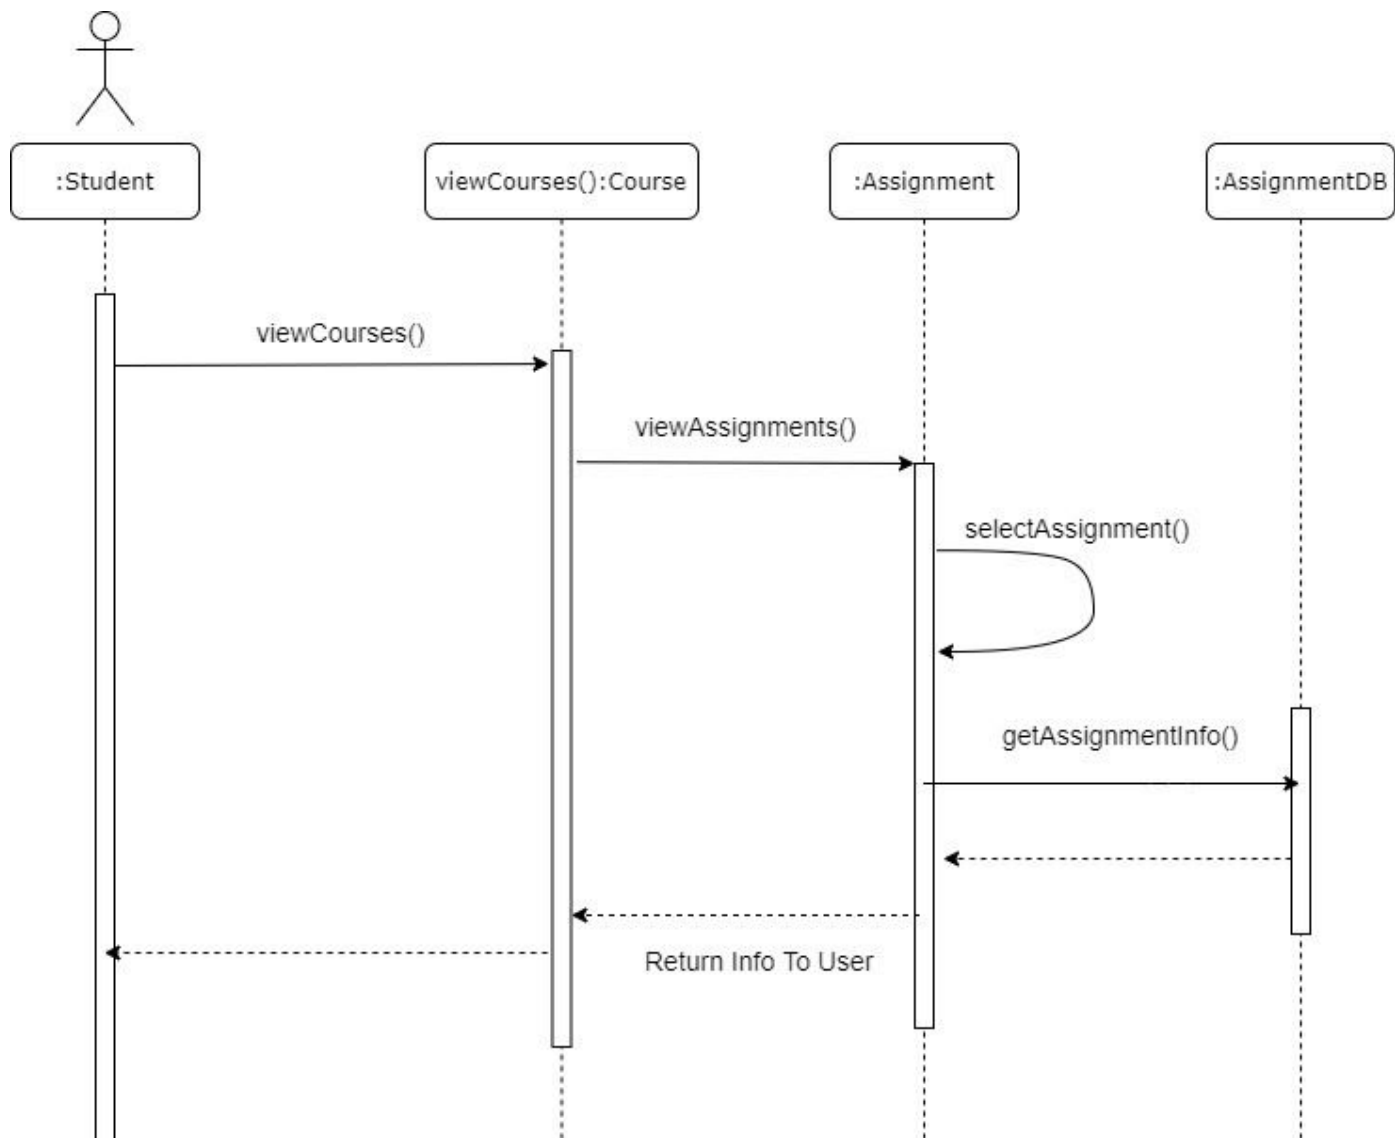 :Student
viewCourses():Course
:Assignment
:AssignmentDB
viewCourses()
viewAssignments()
selectAssignment()
getAssignmentInfo()
Return Info To User